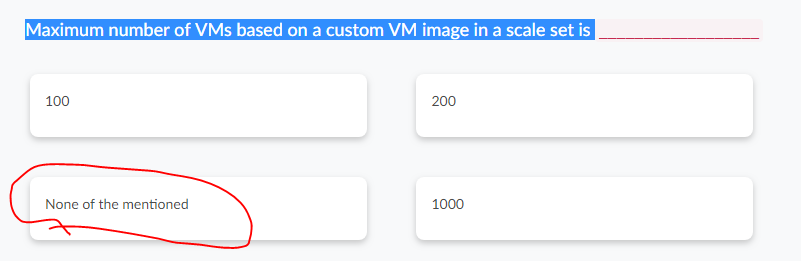 Maximum number of VMs based on a custom VM image in a scale set is __________________
100
200
None of the mentioned
1000